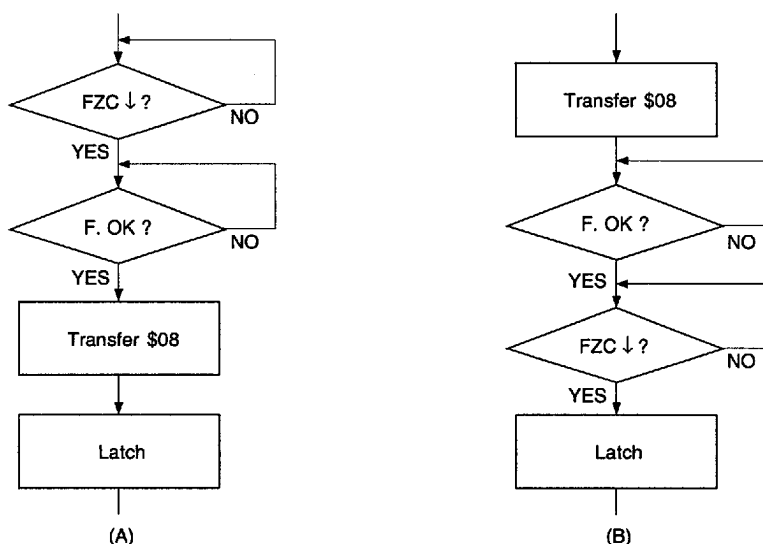 FZC ↓ ?
NO
YES
F. OK ?
NO
YES
Transfer $08
Latch
(A)
Transfer $08
F. OK ?
NO
YES
FZC ↓ ?
NO
YES
Latch
(B)